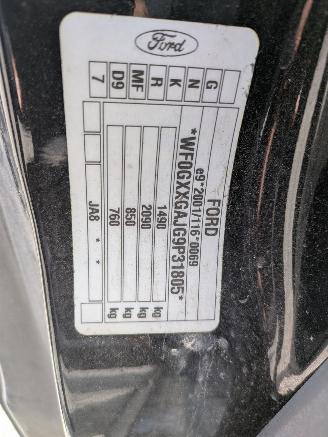 FORD
e9*2001/116*0069
*WF0GXXGAJG9P31805*
1490 kg
2090 kg
850 kg
760 kg
JA8 * *
Ford
G
N
K
R
MF
D9
7